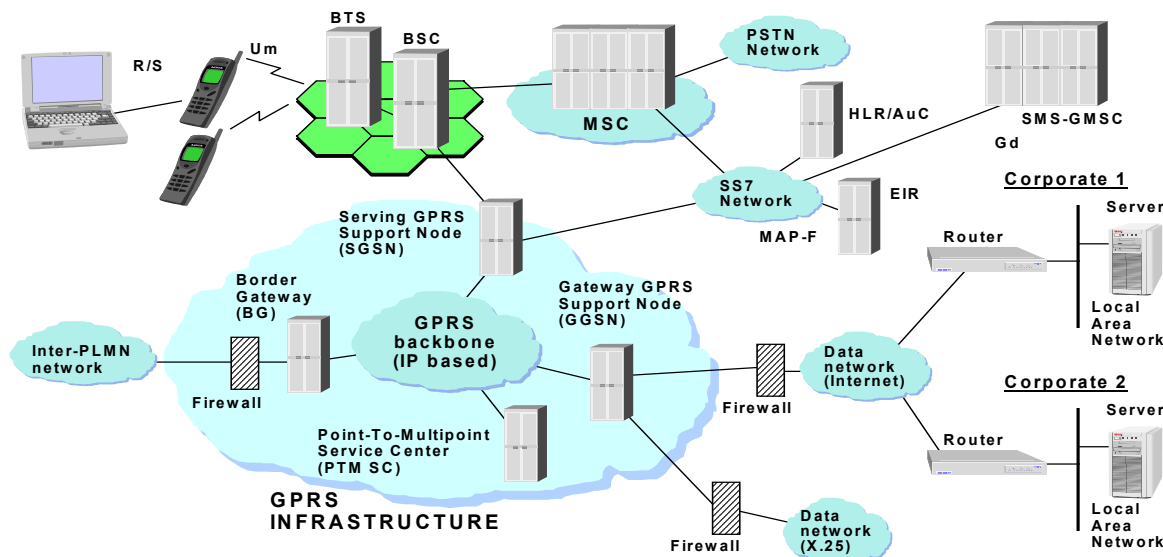 BTS
BSC
Um
R/S
PSTN
Network
MSC
HLR/AuC
SMS-GMSC
Gd
SS7
Network
EIR
MAP-F
Corporate 1
Server
Router
Local
Area
Network
Serving GPRS
Support Node
(SGSN)
Border
Gateway
(BG)
Gateway GPRS
Support Node
(GGSN)
GPRS
backbone
(IP based)
Inter-PLMN
network
Firewall
Data
network
(Internet)
Firewall
Corporate 2
Server
Router
Local
Area
Network
Point-To-Multipoint
Service Center
(PTM SC)
GPRS
INFRASTRUCTURE
Firewall
Data
network
(X.25)